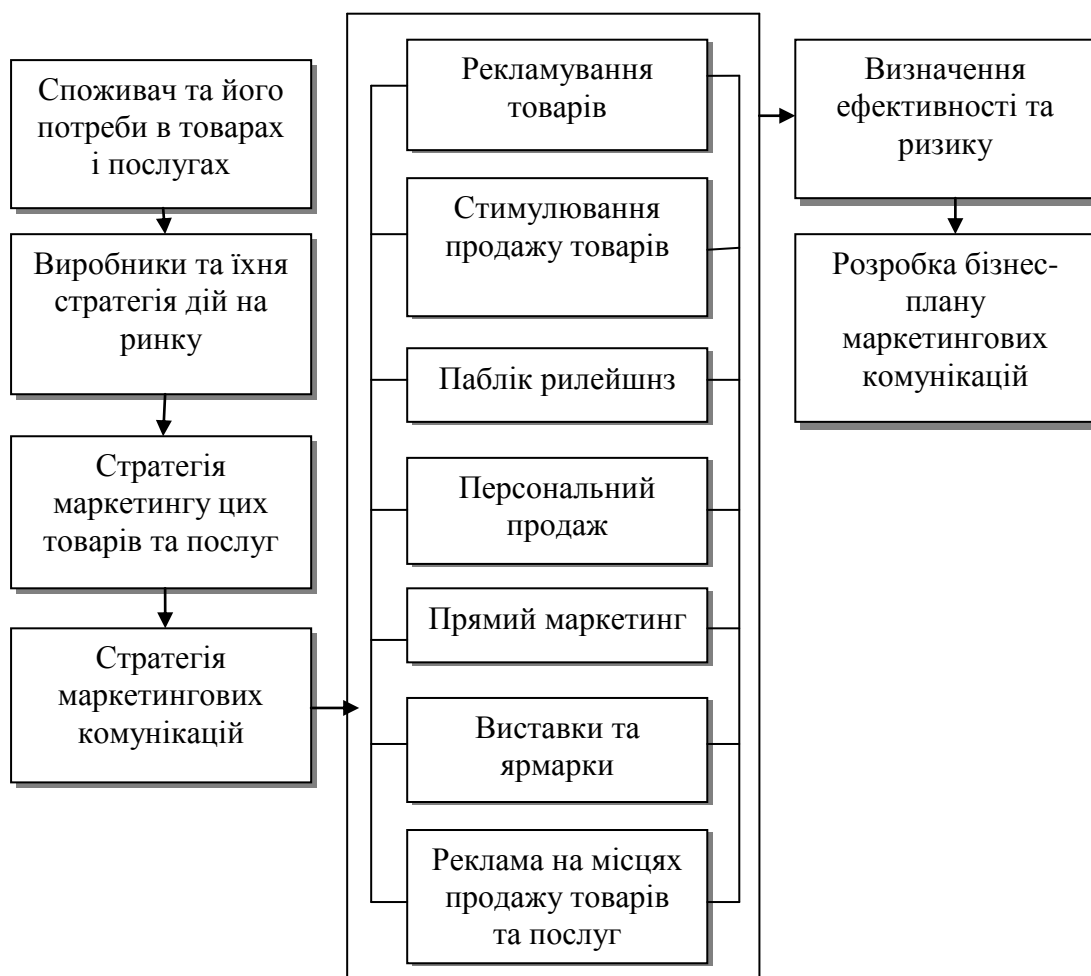 Споживач та його
потреби в товарах
і послугах
Виробники та їхня
стратегія дій на
ринку
Стратегія
маркетингу цих
товарів та послуг
Стратегія
маркетингових
комунікацій
Рекламування
товарів
Стимулювання
продажу товарів
Паблік рилейшнз
Персональний
продаж
Прямий маркетинг
Виставки та
ярмарки
Реклама на місцях
продажу товарів
та послуг
Визначення
ефективності та
ризику
Розробка бізнес-
плану
маркетингових
комунікацій